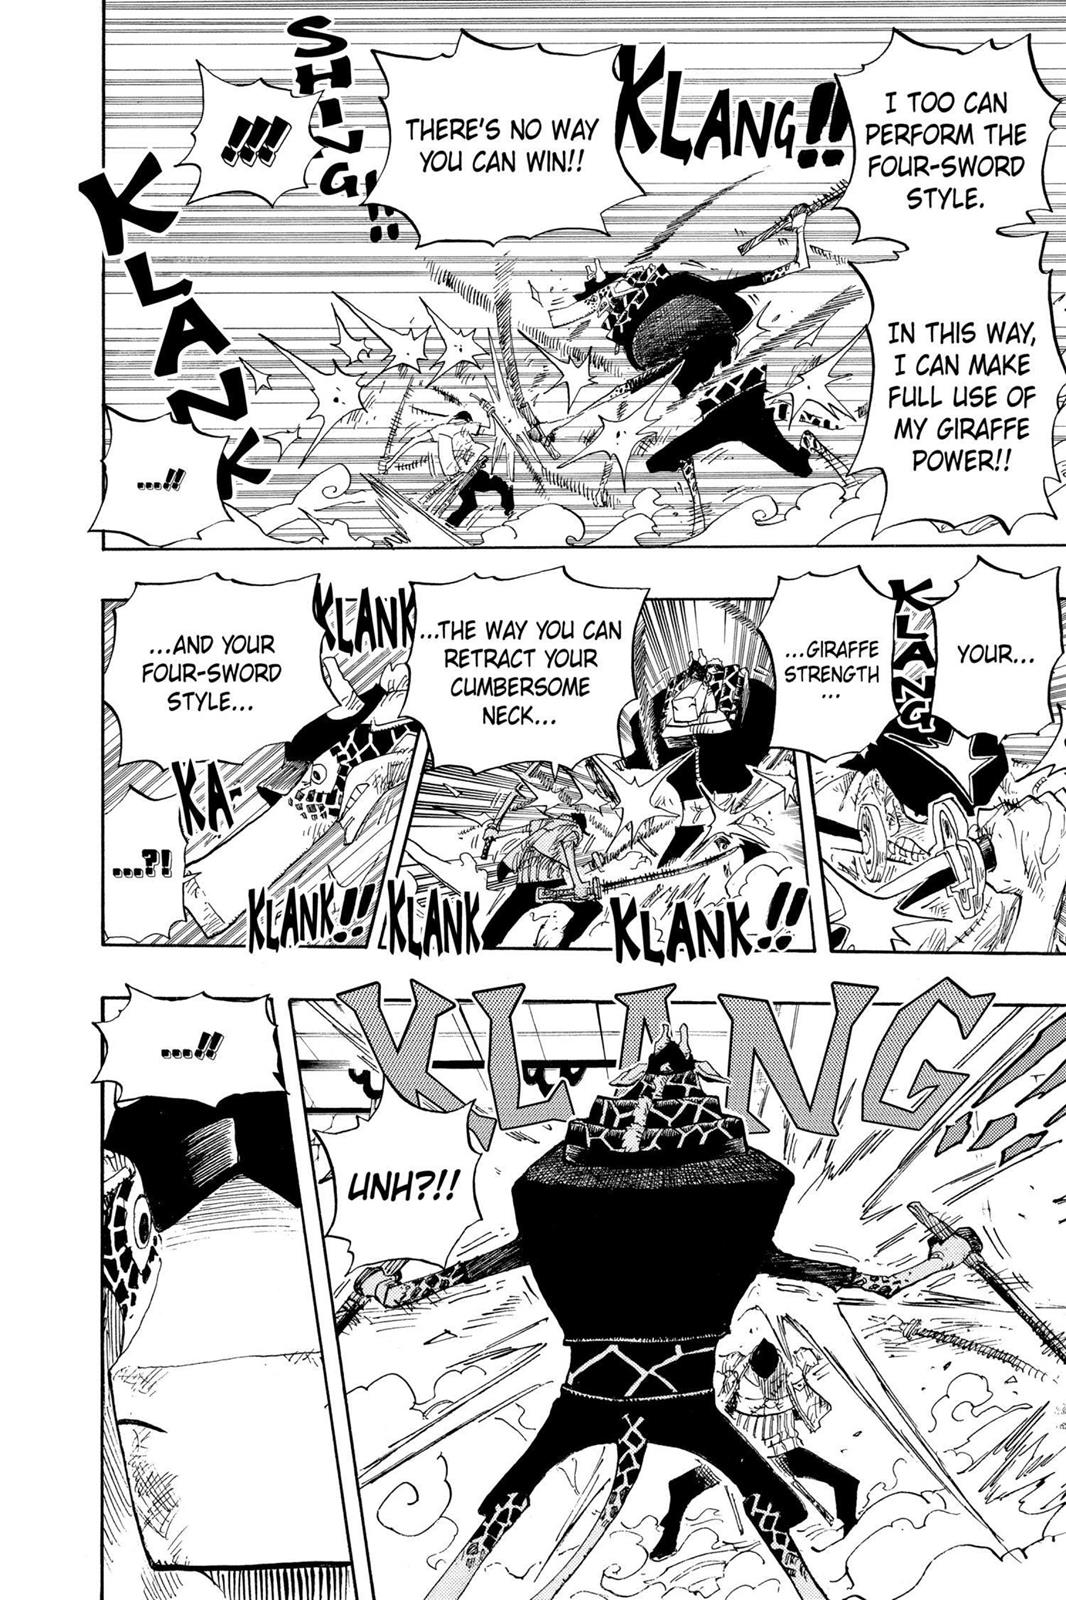 I TOO CAN
PERFORM THE
FOUR-SWORD
STYLE.
IN THIS WAY,
I CAN MAKE
FULL USE OF
MY GIRAFFE
POWER!!
KLANG!!
THERE'S NO WAY
YOU CAN WIN!!
SHING!!
!!!
KLANK
....!!
YOUR...
KLANG
...GIRAFFE
STRENGTH
...
...THE WAY YOU CAN
RETRACT YOUR
CUMBERSOME
NECK...
KLANK!!
KLANK
KLANK
...AND YOUR
FOUR-SWORD
STYLE...
KA-
KLANK!!
....?!
KLANG!!
UNH?!!
....!!